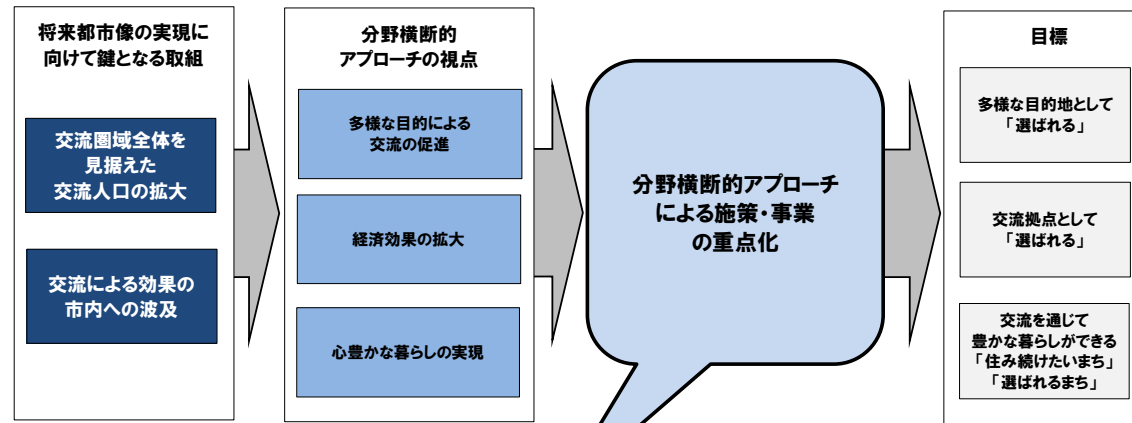 将来都市像の実現に
向けて鍵となる取組
交流圏域全体を
見据えた
交流人口の拡大
交流による効果の
市内への波及
分野横断的
アプローチの視点
多様な目的による
交流の促進
経済効果の拡大
心豊かな暮らしの実現
分野横断的アプローチ
による施策・事業
の重点化
目標
多様な目的地として
「選ばれる」
交流拠点として
「選ばれる」
交流を通じて
豊かな暮らしができる
「住み続けたいまち」
「選ばれるまち」